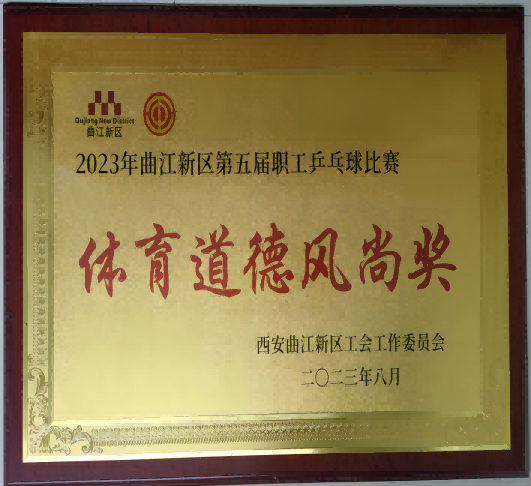 Qujiang New District
曲江新区
2023年曲江新区第五届职工乒乓球比赛
体育道德风尚奖
西安曲江新区工会工作委员会
二〇二三年八月